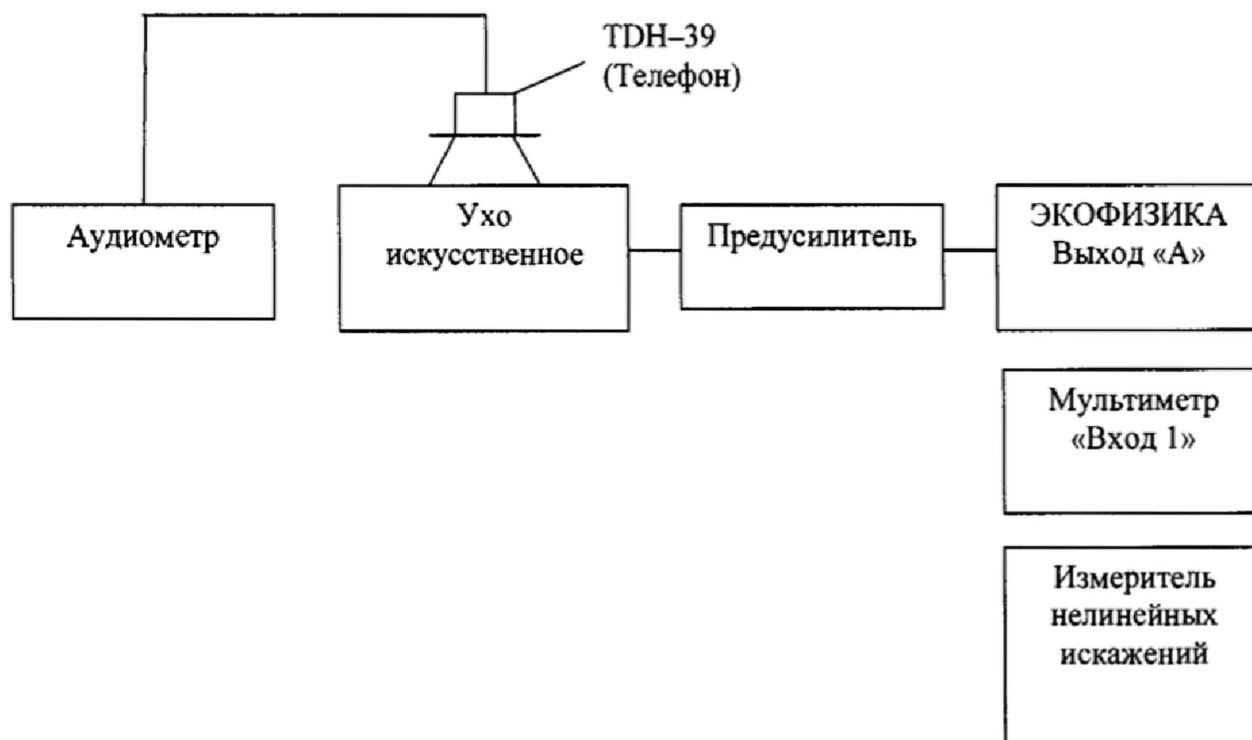 TDH–39
(Телефон)
Аудиометр
Ухо
искусственное
Предусилитель
ЭКОФИЗИКА
Выход «А»
Мультиметр
«Вход 1»
Измеритель
нелинейных
искажений